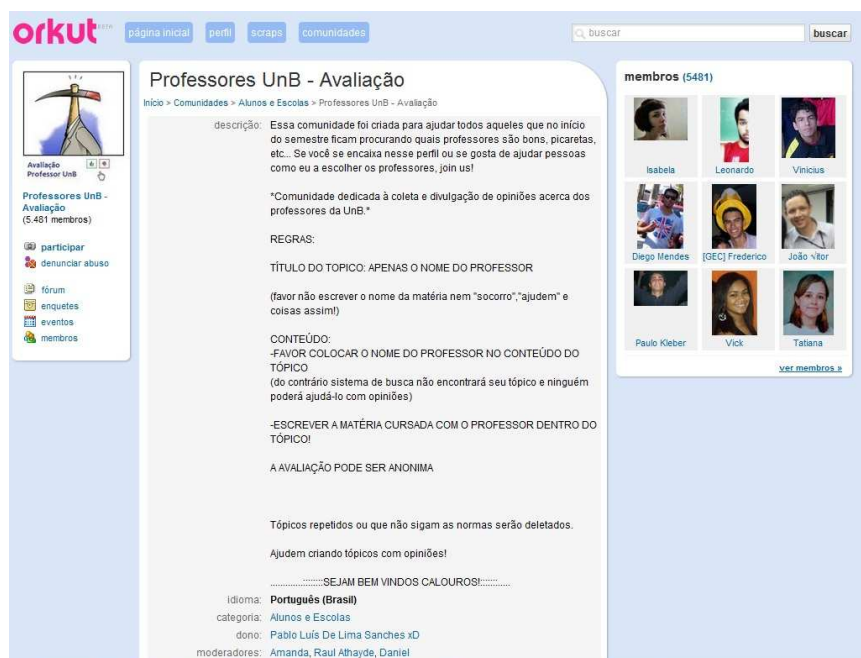 orkut BETA
página inicial perfil scraps comunidades
buscar
buscar
Avaliação
Professor UnB
Professores UnB -
Avaliação
(5.481 membros)
participar
denunciar abuso
fórum
enquetes
eventos
membros
Professores UnB - Avaliação
Início > Comunidades > Alunos e Escolas > Professores UnB - Avaliação
descrição: Essa comunidade foi criada para ajudar todos aqueles que no início
do semestre ficam procurando quais professores são bons, picaretas,
etc... Se você se encaixa nesse perfil ou se gosta de ajudar pessoas
como eu a escolher os professores, join us!
*Comunidade dedicada à coleta e divulgação de opiniões acerca dos
professores da UnB.*
REGRAS:
TÍTULO DO TOPICO: APENAS O NOME DO PROFESSOR
(favor não escrever o nome da matéria nem "socorro","ajudem" e
coisas assim!)
CONTEÚDO:
-FAVOR COLOCAR O NOME DO PROFESSOR NO CONTEÚDO DO
TÓPICO
(do contrário sistema de busca não encontrará seu tópico e ninguém
poderá ajudá-lo com opiniões)
-ESCREVER A MATÉRIA CURSADA COM O PROFESSOR DENTRO DO
TÓPICO!
A AVALIAÇÃO PODE SER ANONIMA
Tópicos repetidos ou que não sigam as normas serão deletados.
Ajudem criando tópicos com opiniões!
.............::::::::SEJAM BEM VINDOS CALOUROS!:::::::.....
idioma: Português (Brasil)
categoria: Alunos e Escolas
dono: Pablo Luís De Lima Sanches xD
moderadores: Amanda, Raul Athayde, Daniel
membros (5481)
Isabela Leonardo Vinicius
Diego Mendes [GEC] Frederico João √itor
Paulo Kleber Vick Tatiana
ver membros »